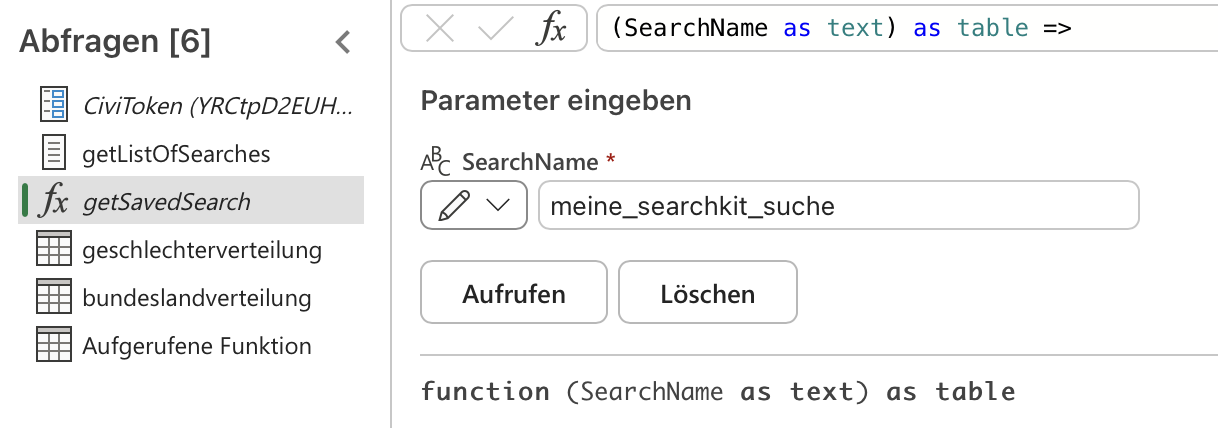 Abfragen [6]
CiviToken (YRCtpD2EUH...
getListOfSearches
fx getSavedSearch
geschlechterverteilung
bundeslandverteilung
Aufgerufene Funktion
fx (SearchName as text) as table =>
Parameter eingeben
ABC SearchName *
meine_searchkit_suche
Aufrufen Löschen
function (SearchName as text) as table